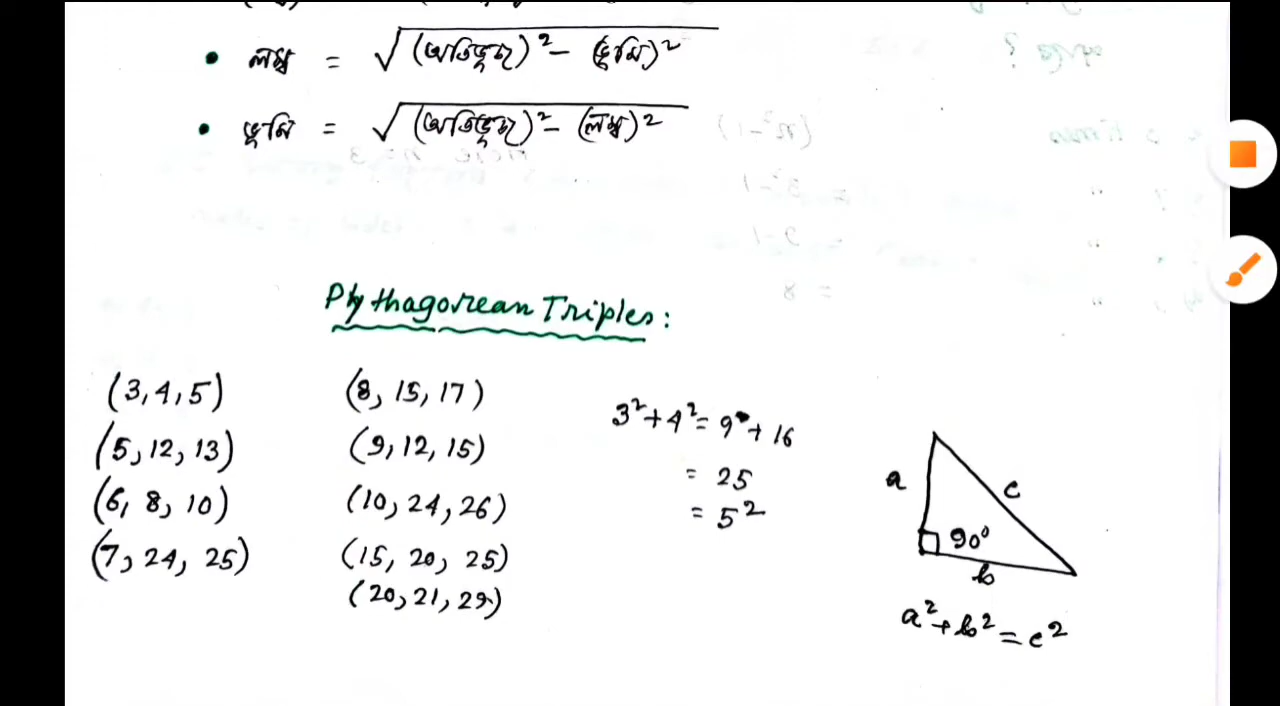 • লম্ব = √(অতিভূজ)² − (ভূমি)²
• ভূমি = √(অতিভূজ)² − (লম্ব)²
Pythagorean Triples:
(3, 4, 5) (8, 15, 17)
(5, 12, 13) (9, 12, 15)
(6, 8, 10) (10, 24, 26)
(7, 24, 25) (15, 20, 25)
(20, 21, 29)
3² + 4² = 9 + 16
= 25
= 5²
a c
90°
b
a² + b² = c²